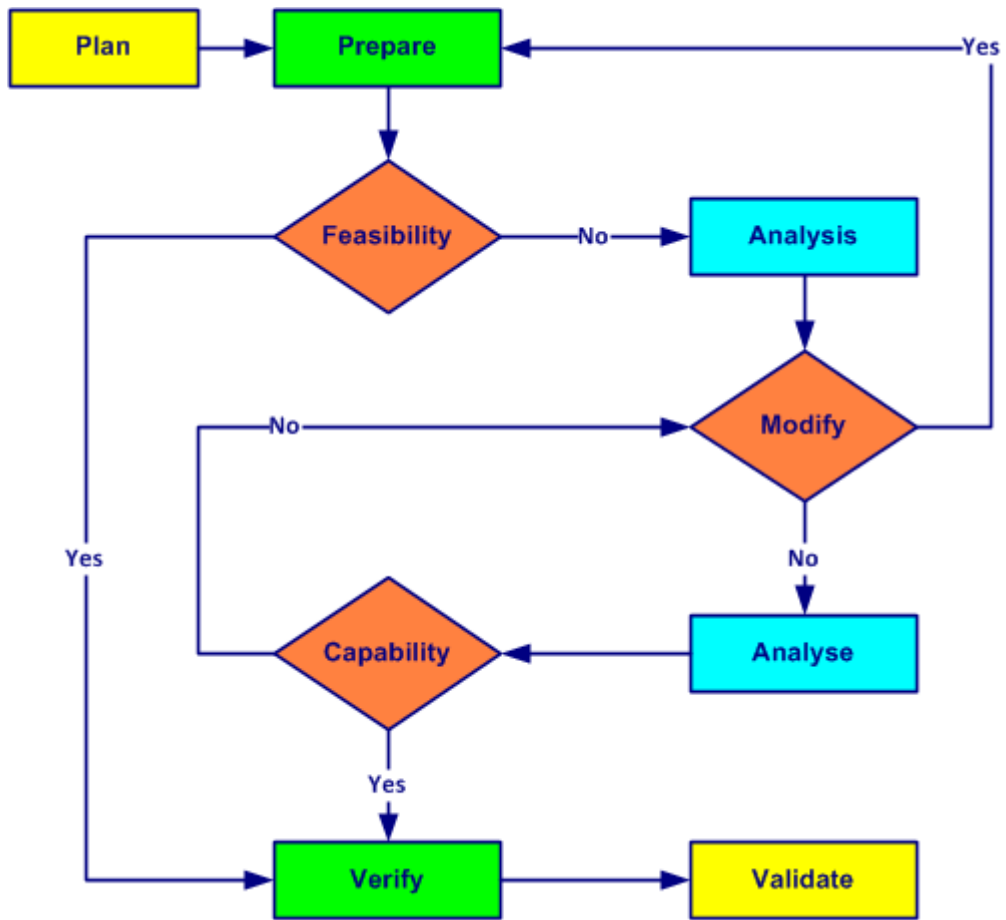 Plan
Prepare
Yes
Feasibility
No
Analysis
No
Modify
Yes
No
Capability
Analyse
Yes
Verify
Validate